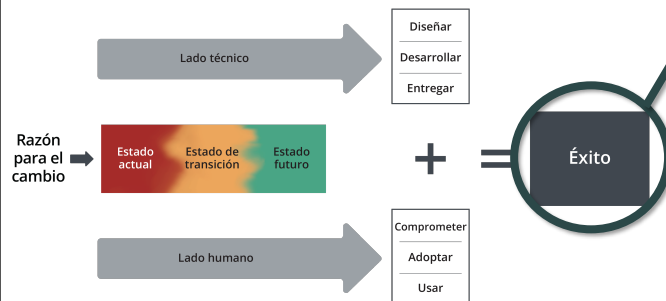 Diseñar
Lado técnico
Desarrollar
Entregar
Razón
para el
cambio
Estado
actual
Estado de
transición
Estado
futuro
Éxito
Comprometer
Lado humano
Adoptar
Usar